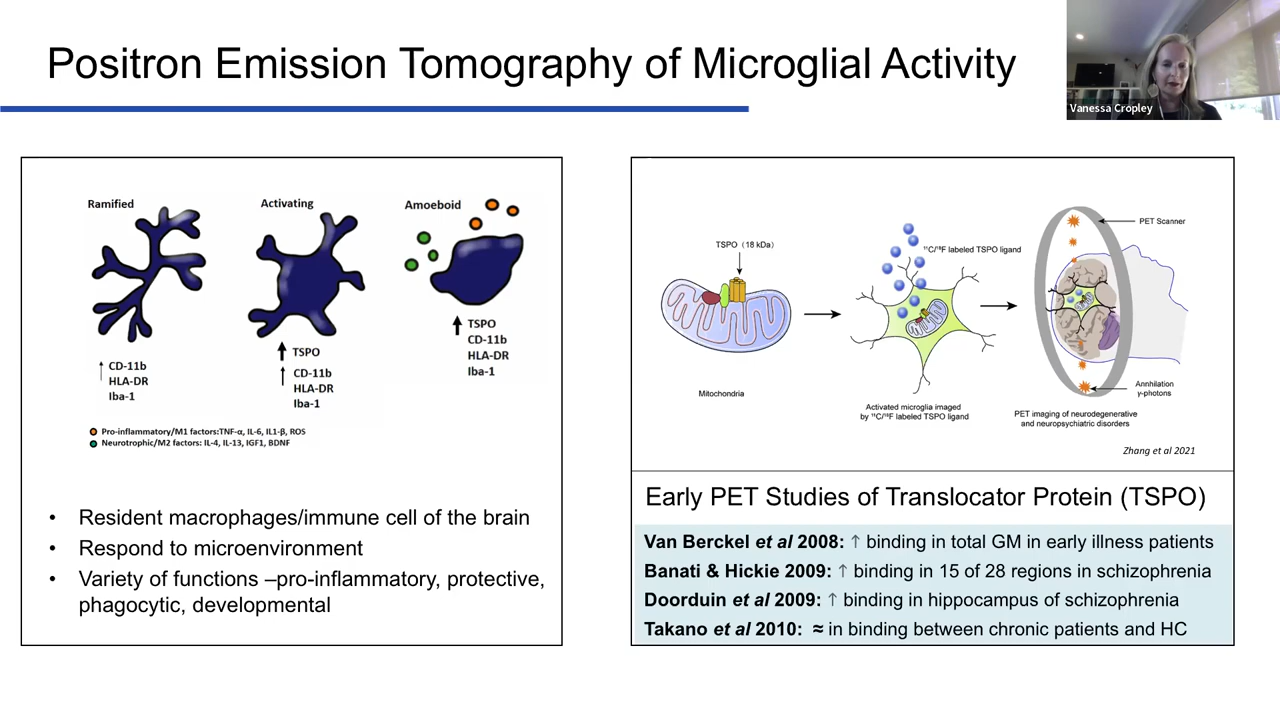 Positron Emission Tomography of Microglial Activity
Vanessa Cropley
Ramified
Activating
Amoeboid
CD-11b
HLA-DR
Iba-1
TSPO
CD-11b
HLA-DR
Iba-1
TSPO
CD-11b
HLA-DR
Iba-1
Pro-inflammatory/M1 factors:TNF-α, IL-6, IL1-β, ROS
Neurotrophic/M2 factors: IL-4, IL-13, IGF1, BDNF
• Resident macrophages/immune cell of the brain
• Respond to microenvironment
• Variety of functions –pro-inflammatory, protective,
phagocytic, developmental
TSPO (18 kDa)
Mitochondria
¹¹C/¹⁸F labeled TSPO ligand
Activated microglia imaged
by ¹¹C/¹⁸F labeled TSPO ligand
PET Scanner
Annhilation
γ-photons
PET imaging of neurodegenerative
and neuropsychiatric disorders
Zhang et al 2021
Early PET Studies of Translocator Protein (TSPO)
Van Berckel et al 2008: ↑ binding in total GM in early illness patients
Banati & Hickie 2009: ↑ binding in 15 of 28 regions in schizophrenia
Doorduin et al 2009: ↑ binding in hippocampus of schizophrenia
Takano et al 2010: ≈ in binding between chronic patients and HC